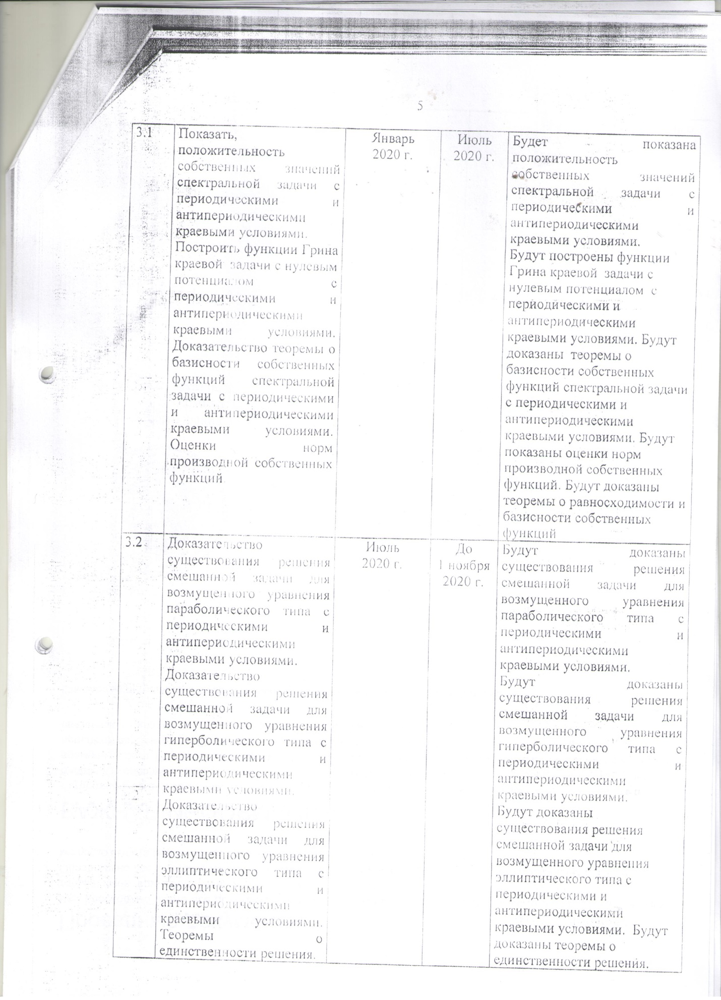 5
3.1
Показать,
положительность
собственных значений
спектральной задачи с
периодическими и
антипериодическими
краевыми условиями.
Построить функции Грина
краевой задачи с нулевым
потенциалом с
периодическими и
антипериодическими
краевыми условиями.
Доказательство теоремы о
базисности собственных
функций спектральной
задачи с периодическими
и антипериодическими
краевыми условиями.
Оценки норм
производной собственных
функций
Январь
2020 г.
Июль
2020 г.
Будет показана
положительность
собственных значений
спектральной задачи с
периодическими и
антипериодическими
краевыми условиями.
Будут построены функции
Грина краевой задачи с
нулевым потенциалом с
периодическими и
антипериодическими
краевыми условиями. Будут
доказаны теоремы о
базисности собственных
функций спектральной задачи
с периодическими и
антипериодическими
краевыми условиями. Будут
показаны оценки норм
производной собственных
функций. Будут доказаны
теоремы о равносходимости и
базисности собственных
функций
3.2
Доказательство
существования решения
смешанной задачи для
возмущенного уравнения
параболического типа с
периодическими и
антипериодическими
краевыми условиями.
Доказательство
существования решения
смешанной задачи для
возмущенного уравнения
гиперболического типа с
периодическими и
антипериодическими
краевыми условиями.
Доказательство
существования решения
смешанной задачи для
возмущенного уравнения
эллиптического типа с
периодическими и
антипериодическими
краевыми условиями.
Теоремы о
единственности решения.
Июль
2020 г.
До
1 ноября
2020 г.
Будут доказаны
существования решения
смешанной задачи для
возмущенного уравнения
параболического типа с
периодическими и
антипериодическими
краевыми условиями.
Будут доказаны
существования решения
смешанной задачи для
возмущенного уравнения
гиперболического типа с
периодическими и
антипериодическими
краевыми условиями.
Будут доказаны
существования решения
смешанной задачи для
возмущенного уравнения
эллиптического типа с
периодическими и
антипериодическими
краевыми условиями. Будут
доказаны теоремы о
единственности решения.